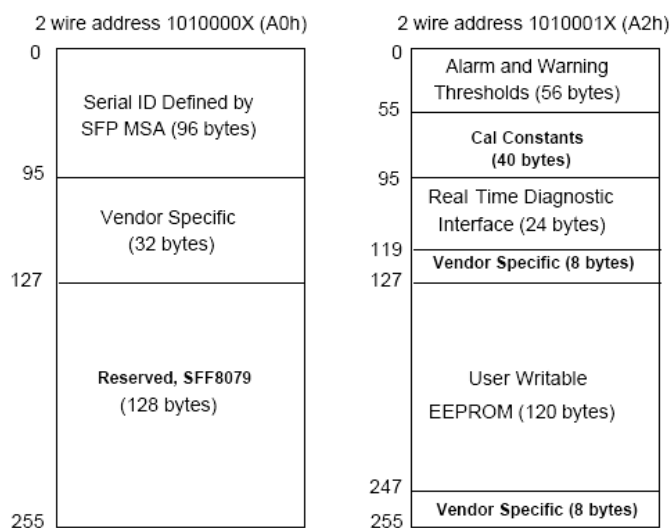 2 wire address 1010000X (A0h)
0
Serial ID Defined by
SFP MSA (96 bytes)
95
Vendor Specific
(32 bytes)
127
Reserved, SFF8079
(128 bytes)
255
2 wire address 1010001X (A2h)
0
Alarm and Warning
Thresholds (56 bytes)
55
Cal Constants
(40 bytes)
95
Real Time Diagnostic
Interface (24 bytes)
119
Vendor Specific (8 bytes)
127
User Writable
EEPROM (120 bytes)
247
Vendor Specific (8 bytes)
255